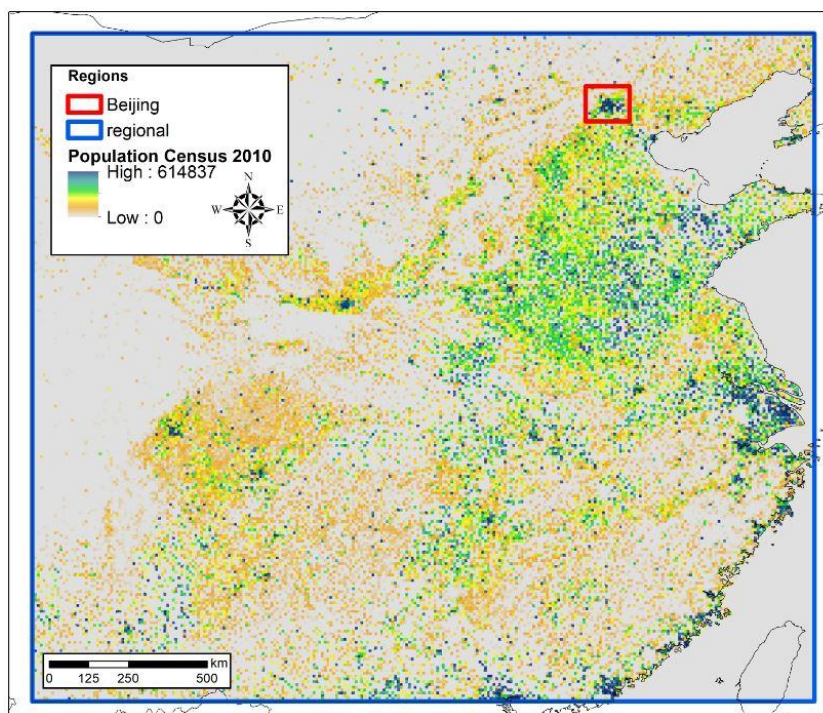 Regions
Beijing
regional
Population Census 2010
High : 614837
Low : 0
N
W
E
S
km
0 125 250 500